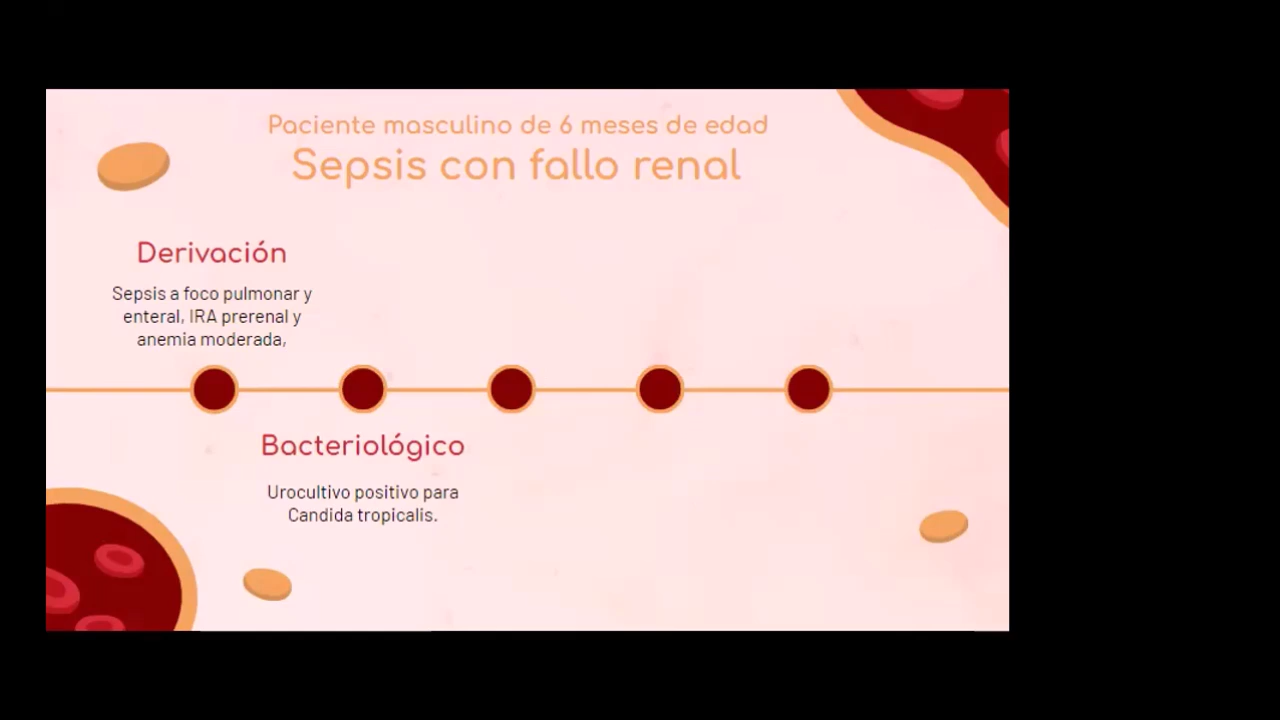 Paciente masculino de 6 meses de edad
Sepsis con fallo renal
Derivación
Sepsis a foco pulmonar y
enteral, IRA prerenal y
anemia moderada,
Bacteriológico
Urocultivo positivo para
Candida tropicalis.